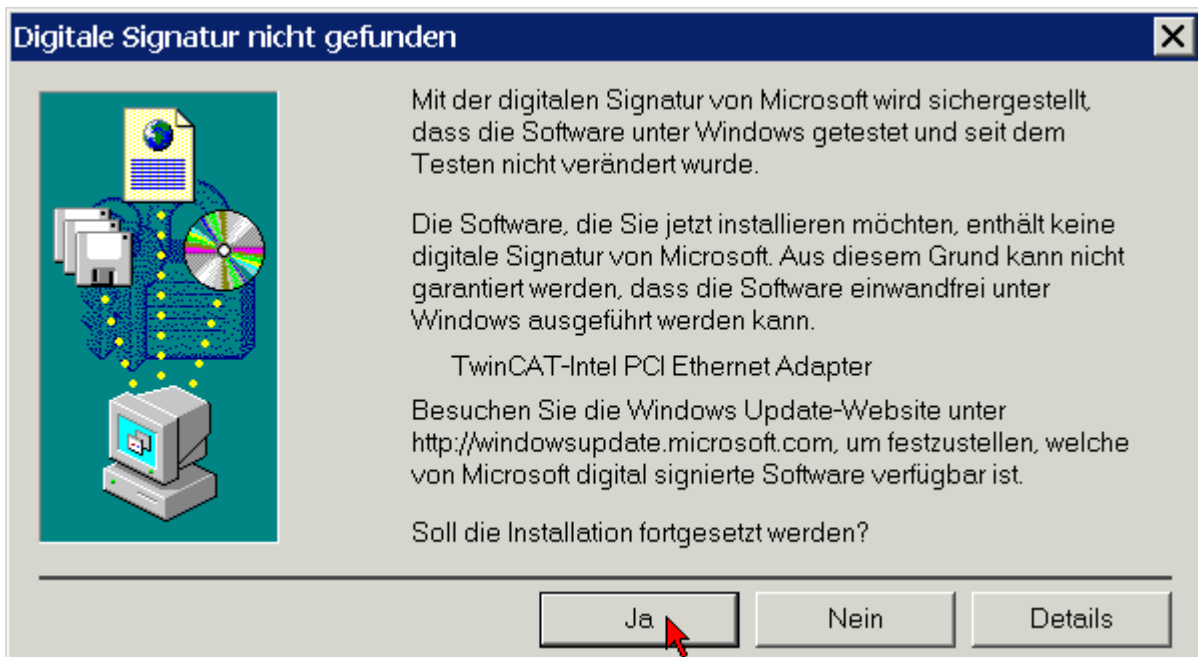 Digitale Signatur nicht gefunden
Mit der digitalen Signatur von Microsoft wird sichergestellt,
dass die Software unter Windows getestet und seit dem
Testen nicht verändert wurde.
Die Software, die Sie jetzt installieren möchten, enthält keine
digitale Signatur von Microsoft. Aus diesem Grund kann nicht
garantiert werden, dass die Software einwandfrei unter
Windows ausgeführt werden kann.
TwinCAT-Intel PCI Ethernet Adapter
Besuchen Sie die Windows Update-Website unter
http://windowsupdate.microsoft.com, um festzustellen, welche
von Microsoft digital signierte Software verfügbar ist.
Soll die Installation fortgesetzt werden?
Ja
Nein
Details